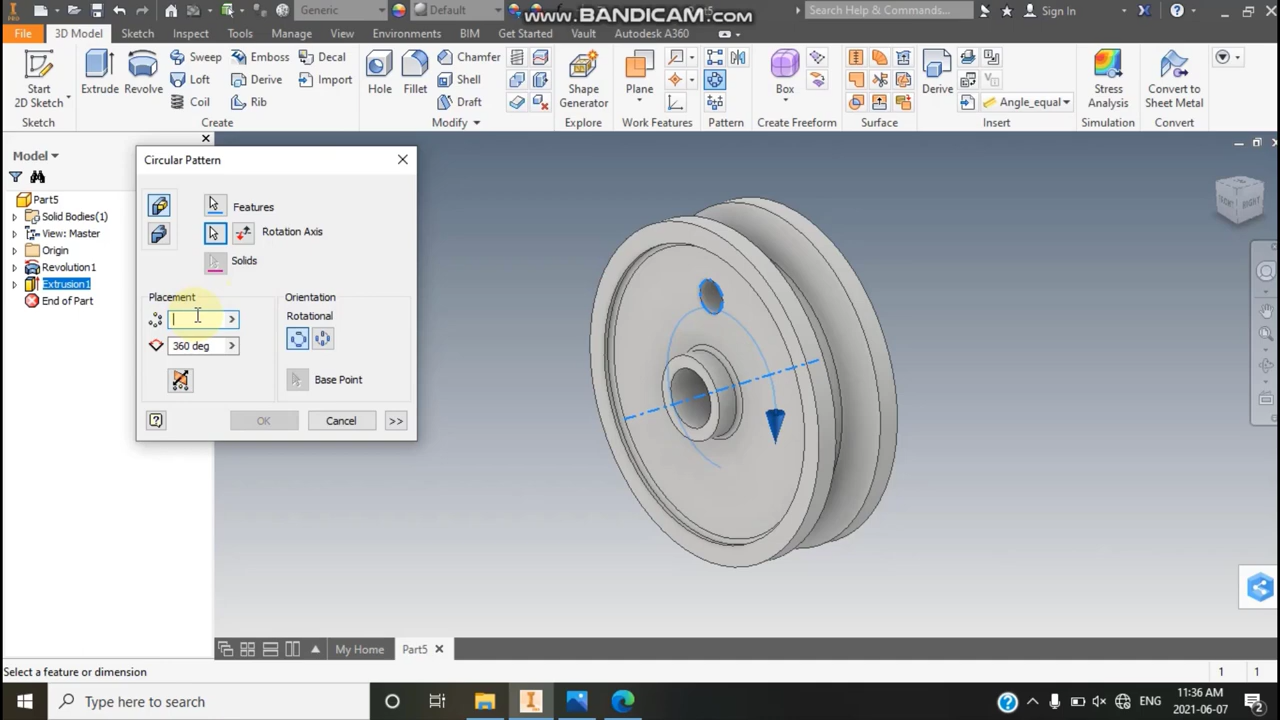 PRO
Generic
Default
www.BANDICAM.com
Search Help & Commands...
Sign In
File
3D Model
Sketch
Inspect
Tools
Manage
View
Environments
BIM
Get Started
Vault
Autodesk A360
Start
2D Sketch
Extrude
Revolve
Sweep
Loft
Coil
Emboss
Derive
Rib
Decal
Import
Hole
Fillet
Chamfer
Shell
Draft
Shape
Generator
Plane
Box
Derive
Angle_equal
Stress
Analysis
Convert to
Sheet Metal
Sketch
Create
Modify
Explore
Work Features
Pattern
Create Freeform
Surface
Insert
Simulation
Convert
Model
Part5
Solid Bodies(1)
View: Master
Origin
Revolution1
Extrusion1
End of Part
Circular Pattern
Features
Rotation Axis
Solids
Placement
Orientation
Rotational
360 deg
Base Point
OK
Cancel
>>
FRONT
RIGHT
My Home
Part5
Select a feature or dimension
1
1
Type here to search
ENG
11:36 AM
2021-06-07
2